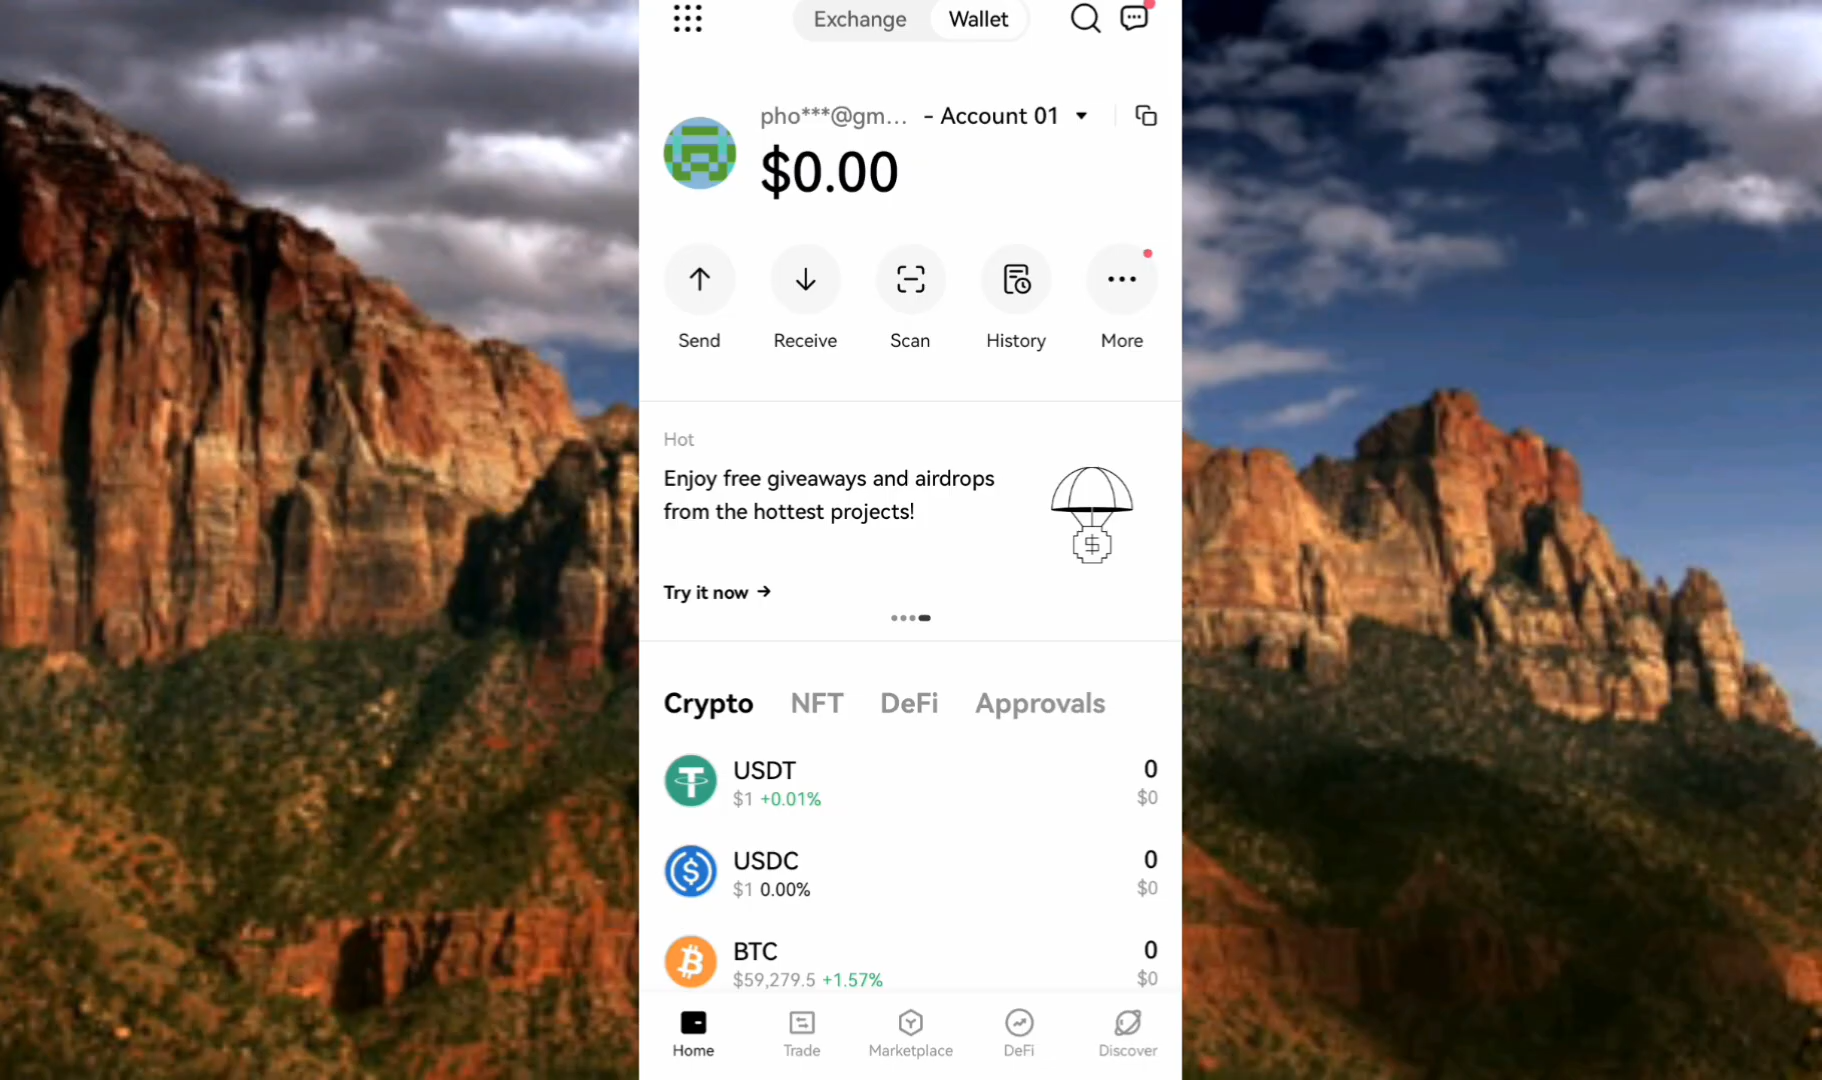 Exchange Wallet
pho***@gm... - Account 01
$0.00
Send Receive Scan History More
Hot
Enjoy free giveaways and airdrops
from the hottest projects!
Try it now →
Crypto NFT DeFi Approvals
USDT 0
$1 +0.01% $0
USDC 0
$1 0.00% $0
BTC 0
$59,279.5 +1.57% $0
Home Trade Marketplace DeFi Discover